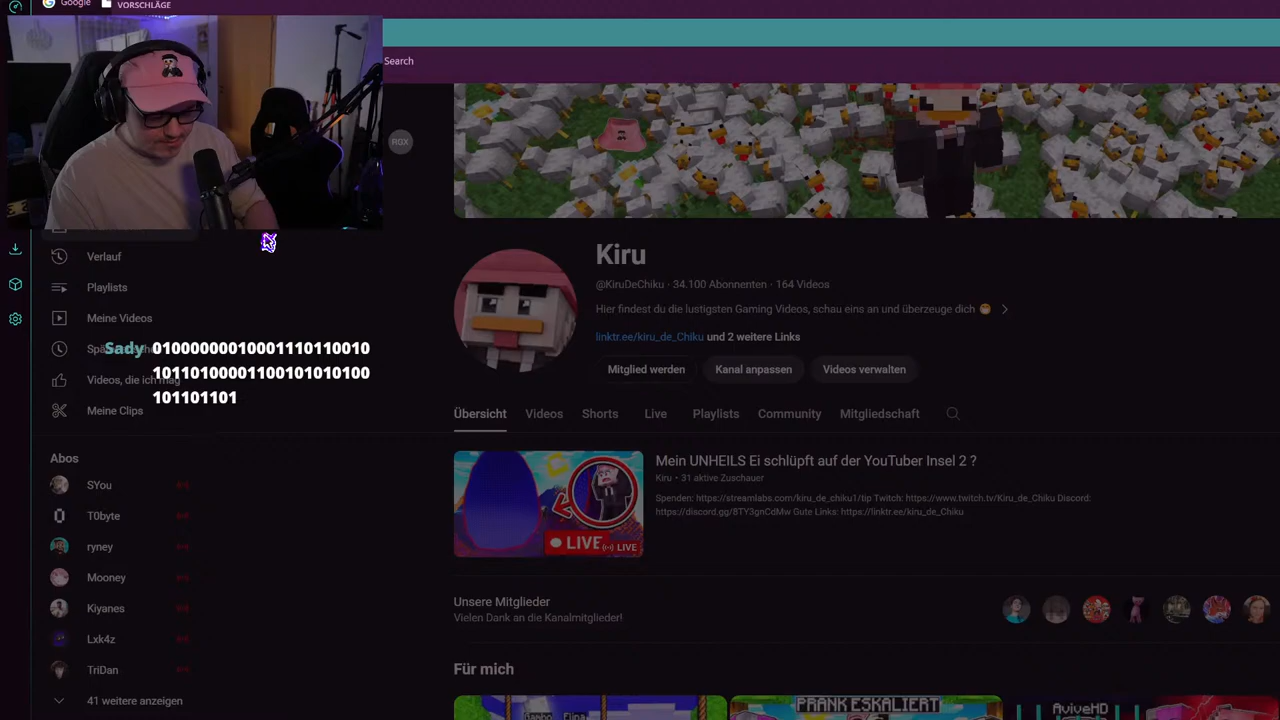 Google
VORSCHLÄGE
Search
RGX
Kiru
@KiruDeChiku · 34.100 Abonnenten · 164 Videos
Hier findest du die lustigsten Gaming Videos, schau eins an und überzeuge dich
linktr.ee/kiru_de_Chiku und 2 weitere Links
Mitglied werden
Kanal anpassen
Videos verwalten
Verlauf
Playlists
Meine Videos
Videos, die ich mag
Meine Clips
Sady 01000000010001110110010
10110100001100101010100
101101101
Übersicht
Videos
Shorts
Live
Playlists
Community
Mitgliedschaft
Abos
SYou
T0byte
ryney
Mooney
Kiyanes
Lxk4z
TriDan
41 weitere anzeigen
LIVE
LIVE
Mein UNHEILS Ei schlüpft auf der YouTuber Insel 2 ?
Kiru • 31 aktive Zuschauer
Spenden: https://streamlabs.com/kiru_de_chiku1/tip Twitch: https://www.twitch.tv/Kiru_de_Chiku Discord:
https://discord.gg/8TY3gnCdMw Gute Links: https://linktr.ee/kiru_de_Chiku
Unsere Mitglieder
Vielen Dank an die Kanalmitglieder!
Für mich
PRANK ESKALIERT
AviveHD